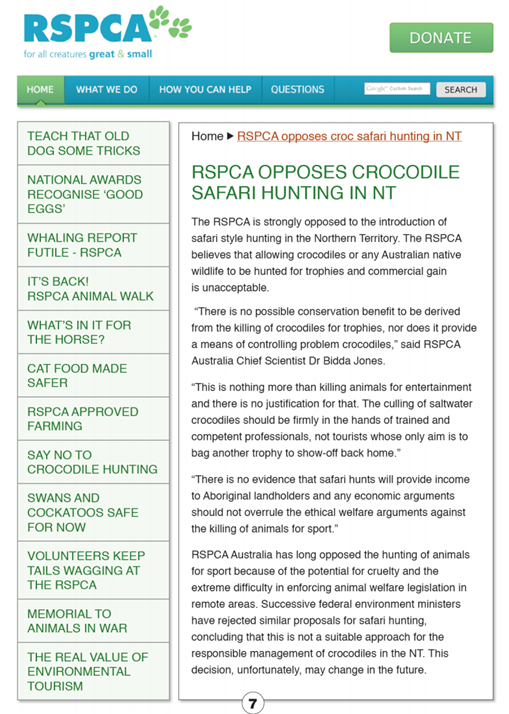 RSPCA
for all creatures great & small
DONATE
HOME
WHAT WE DO
HOW YOU CAN HELP
QUESTIONS
Google™ Custom Search
SEARCH
TEACH THAT OLD
DOG SOME TRICKS
NATIONAL AWARDS
RECOGNISE ‘GOOD
EGGS’
WHALING REPORT
FUTILE - RSPCA
IT’S BACK!
RSPCA ANIMAL WALK
WHAT’S IN IT FOR
THE HORSE?
CAT FOOD MADE
SAFER
RSPCA APPROVED
FARMING
SAY NO TO
CROCODILE HUNTING
SWANS AND
COCKATOOS SAFE
FOR NOW
VOLUNTEERS KEEP
TAILS WAGGING AT
THE RSPCA
MEMORIAL TO
ANIMALS IN WAR
THE REAL VALUE OF
ENVIRONMENTAL
TOURISM
Home ▶ RSPCA opposes croc safari hunting in NT
RSPCA OPPOSES CROCODILE
SAFARI HUNTING IN NT
The RSPCA is strongly opposed to the introduction of
safari style hunting in the Northern Territory. The RSPCA
believes that allowing crocodiles or any Australian native
wildlife to be hunted for trophies and commercial gain
is unacceptable.
“There is no possible conservation benefit to be derived
from the killing of crocodiles for trophies, nor does it provide
a means of controlling problem crocodiles,” said RSPCA
Australia Chief Scientist Dr Bidda Jones.
“This is nothing more than killing animals for entertainment
and there is no justification for that. The culling of saltwater
crocodiles should be firmly in the hands of trained and
competent professionals, not tourists whose only aim is to
bag another trophy to show-off back home.”
“There is no evidence that safari hunts will provide income
to Aboriginal landholders and any economic arguments
should not overrule the ethical welfare arguments against
the killing of animals for sport.”
RSPCA Australia has long opposed the hunting of animals
for sport because of the potential for cruelty and the
extreme difficulty in enforcing animal welfare legislation in
remote areas. Successive federal environment ministers
have rejected similar proposals for safari hunting,
concluding that this is not a suitable approach for the
responsible management of crocodiles in the NT. This
decision, unfortunately, may change in the future.
7